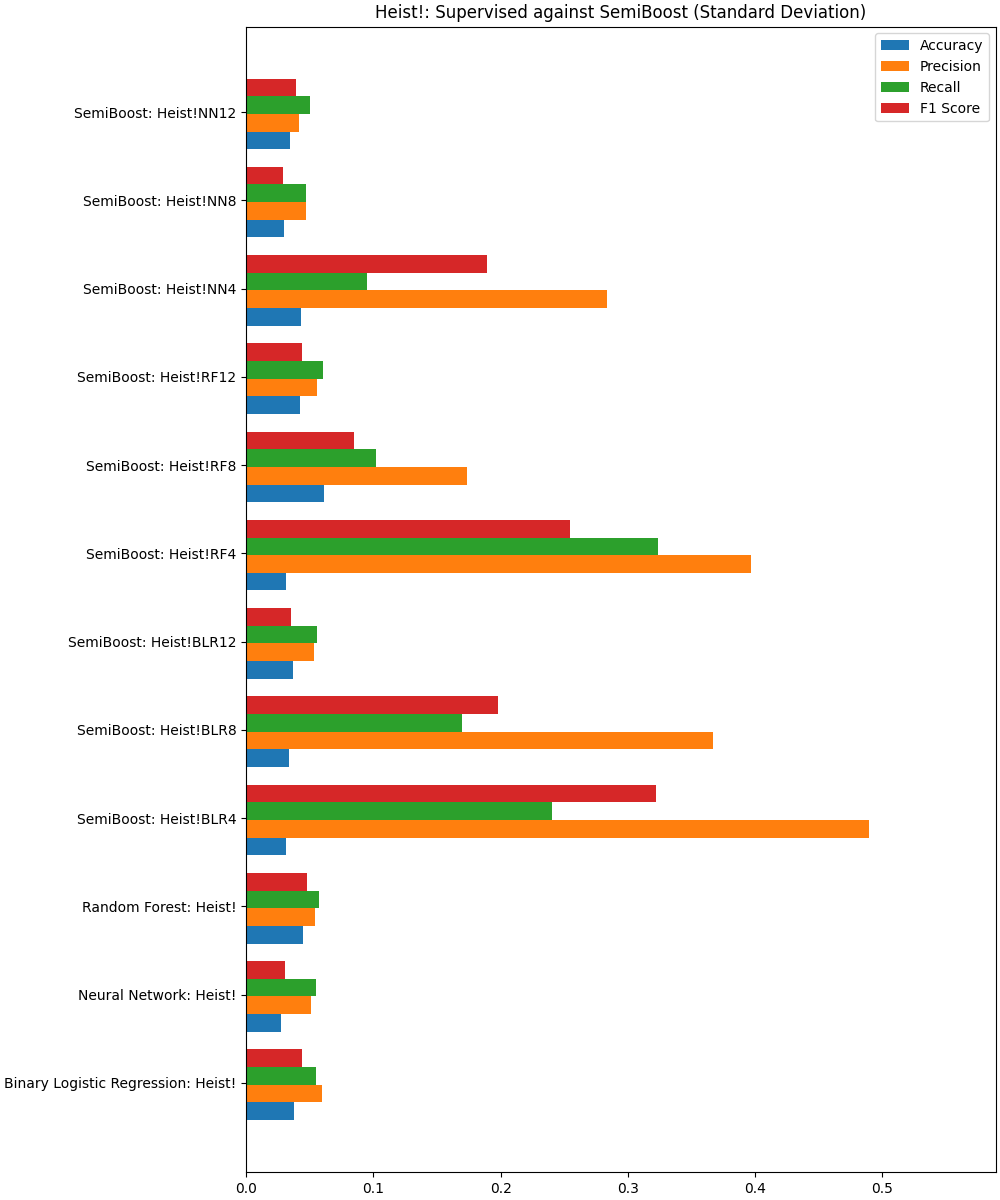 Heist!: Supervised against SemiBoost (Standard Deviation)
Accuracy
Precision
Recall
F1 Score
SemiBoost: Heist!NN12
SemiBoost: Heist!NN8
SemiBoost: Heist!NN4
SemiBoost: Heist!RF12
SemiBoost: Heist!RF8
SemiBoost: Heist!RF4
SemiBoost: Heist!BLR12
SemiBoost: Heist!BLR8
SemiBoost: Heist!BLR4
Random Forest: Heist!
Neural Network: Heist!
Binary Logistic Regression: Heist!
0.0 0.1 0.2 0.3 0.4 0.5